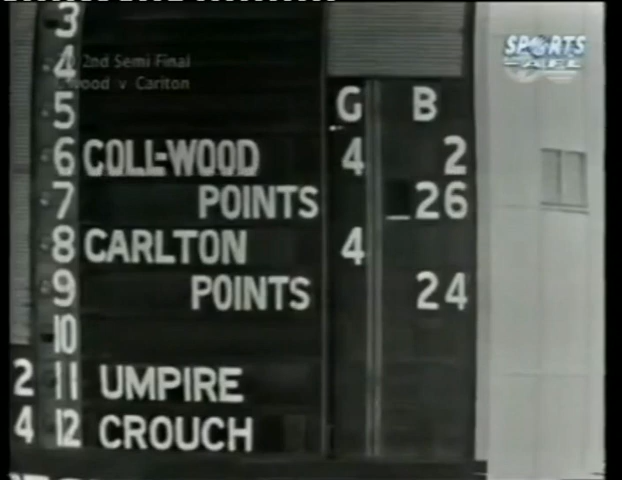 3
4 2nd Semi Final
wood v Carlton
SPORTS
AFL
5 G B
6 COLL-WOOD 4 2
7 POINTS 26
8 CARLTON 4
9 POINTS 24
10
2 11 UMPIRE
4 12 CROUCH